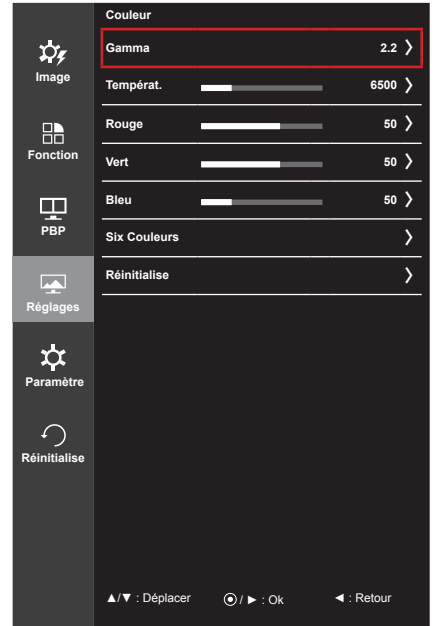 Couleur
Gamma 2.2
Températ. 6500
Rouge 50
Vert 50
Bleu 50
Six Couleurs
Réinitialise
Image
Fonction
PBP
Réglages
Paramètre
Réinitialise
▲/▼ : Déplacer ⦿ / ► : Ok ◄ : Retour